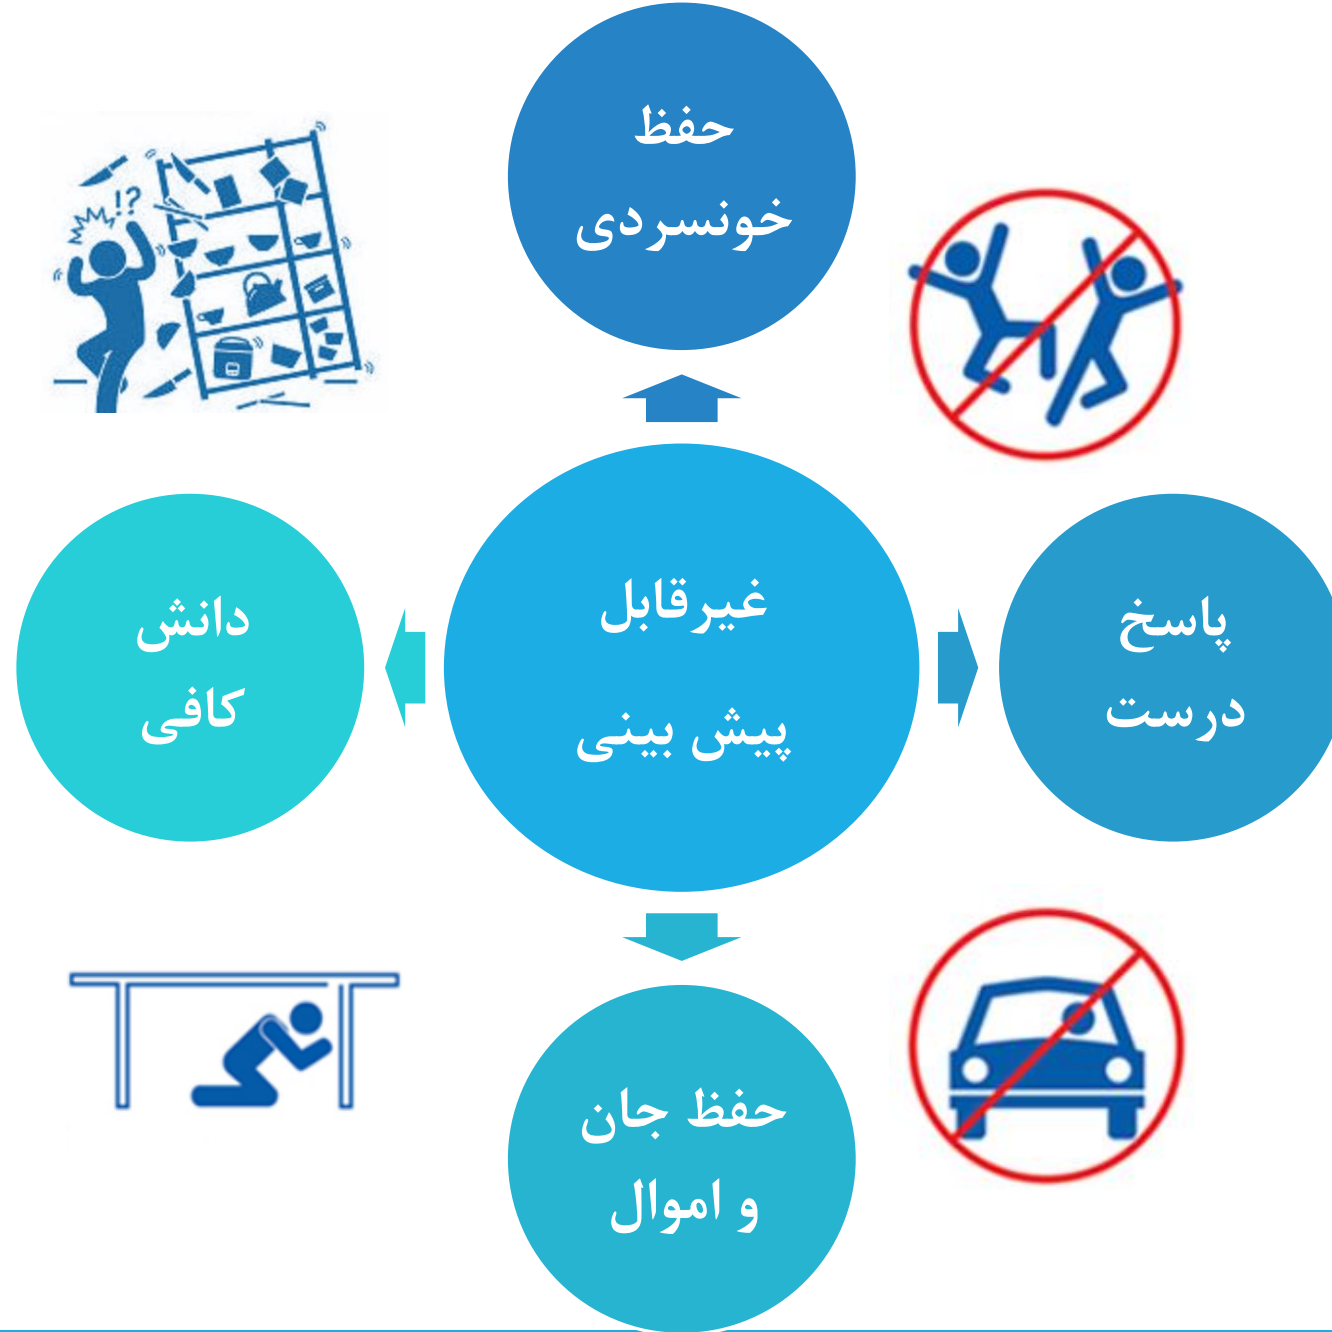 حفظ
خونسردی
!?
غیرقابل
پیش بینی
پاسخ
درست
دانش
کافی
حفظ جان
و اموال